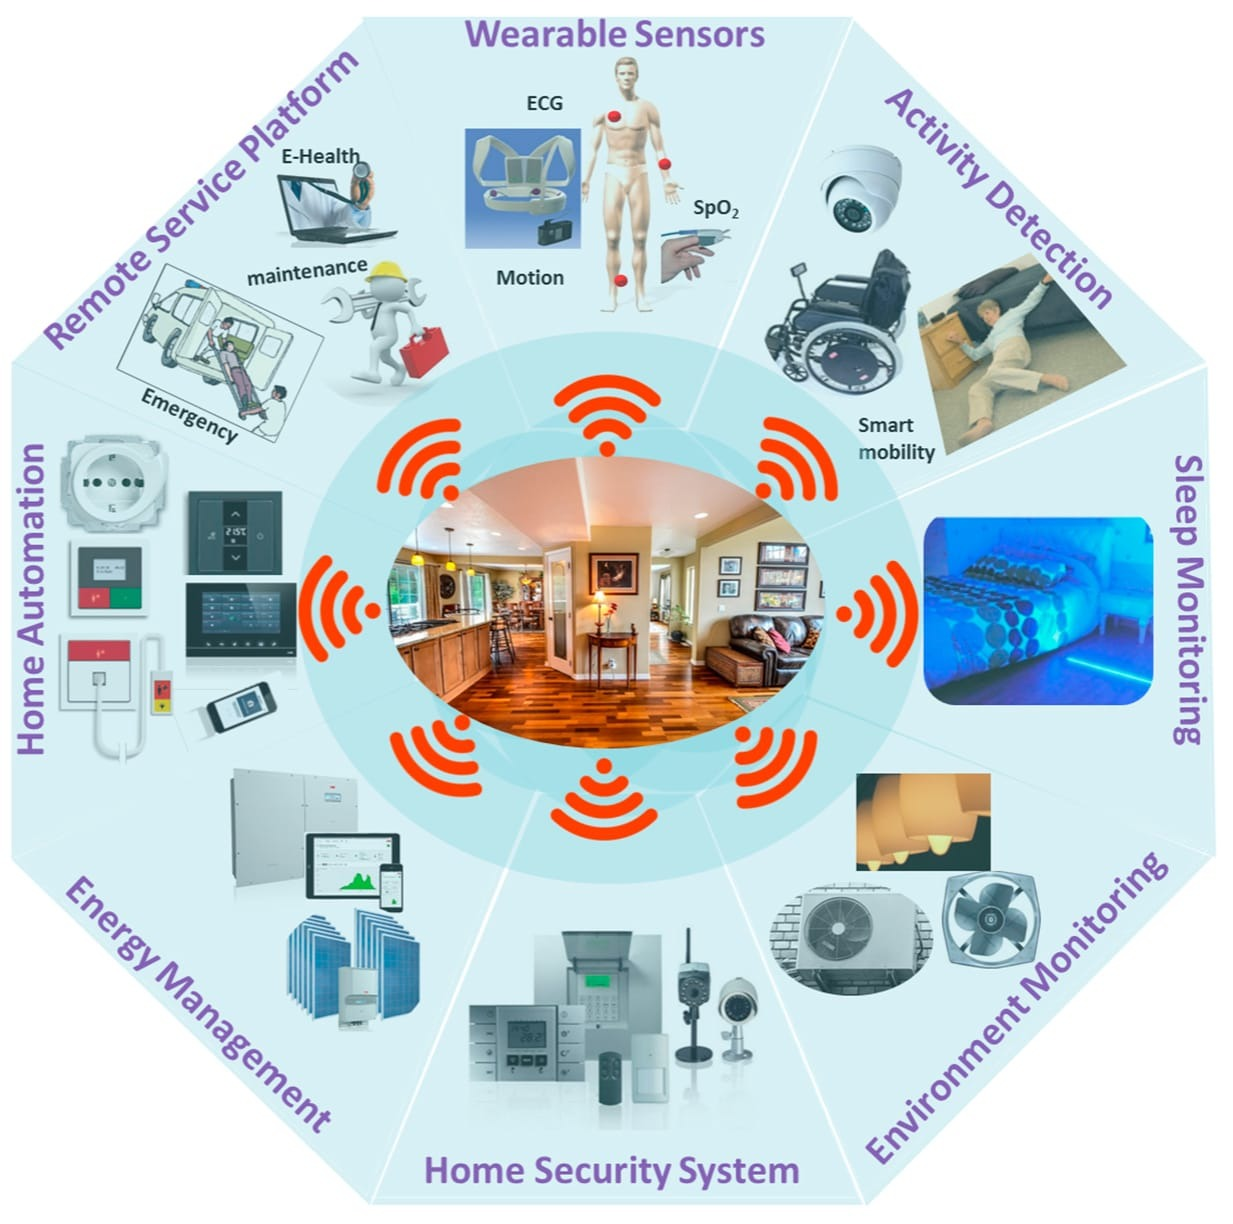 Wearable Sensors
ECG
SpO₂
Motion
Activity Detection
Smart
mobility
Sleep Monitoring
Environment Monitoring
Home Security System
Energy Management
Home Automation
Remote Service Platform
E-Health
maintenance
Emergency